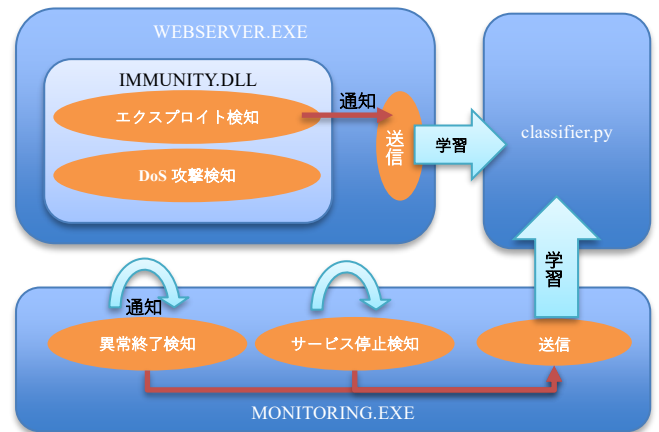 WEBSERVER.EXE
IMMUNITY.DLL
エクスプロイト検知
通知
DoS 攻撃検知
送信
学習
classifier.py
学習
通知
異常終了検知
サービス停止検知
送信
MONITORING.EXE